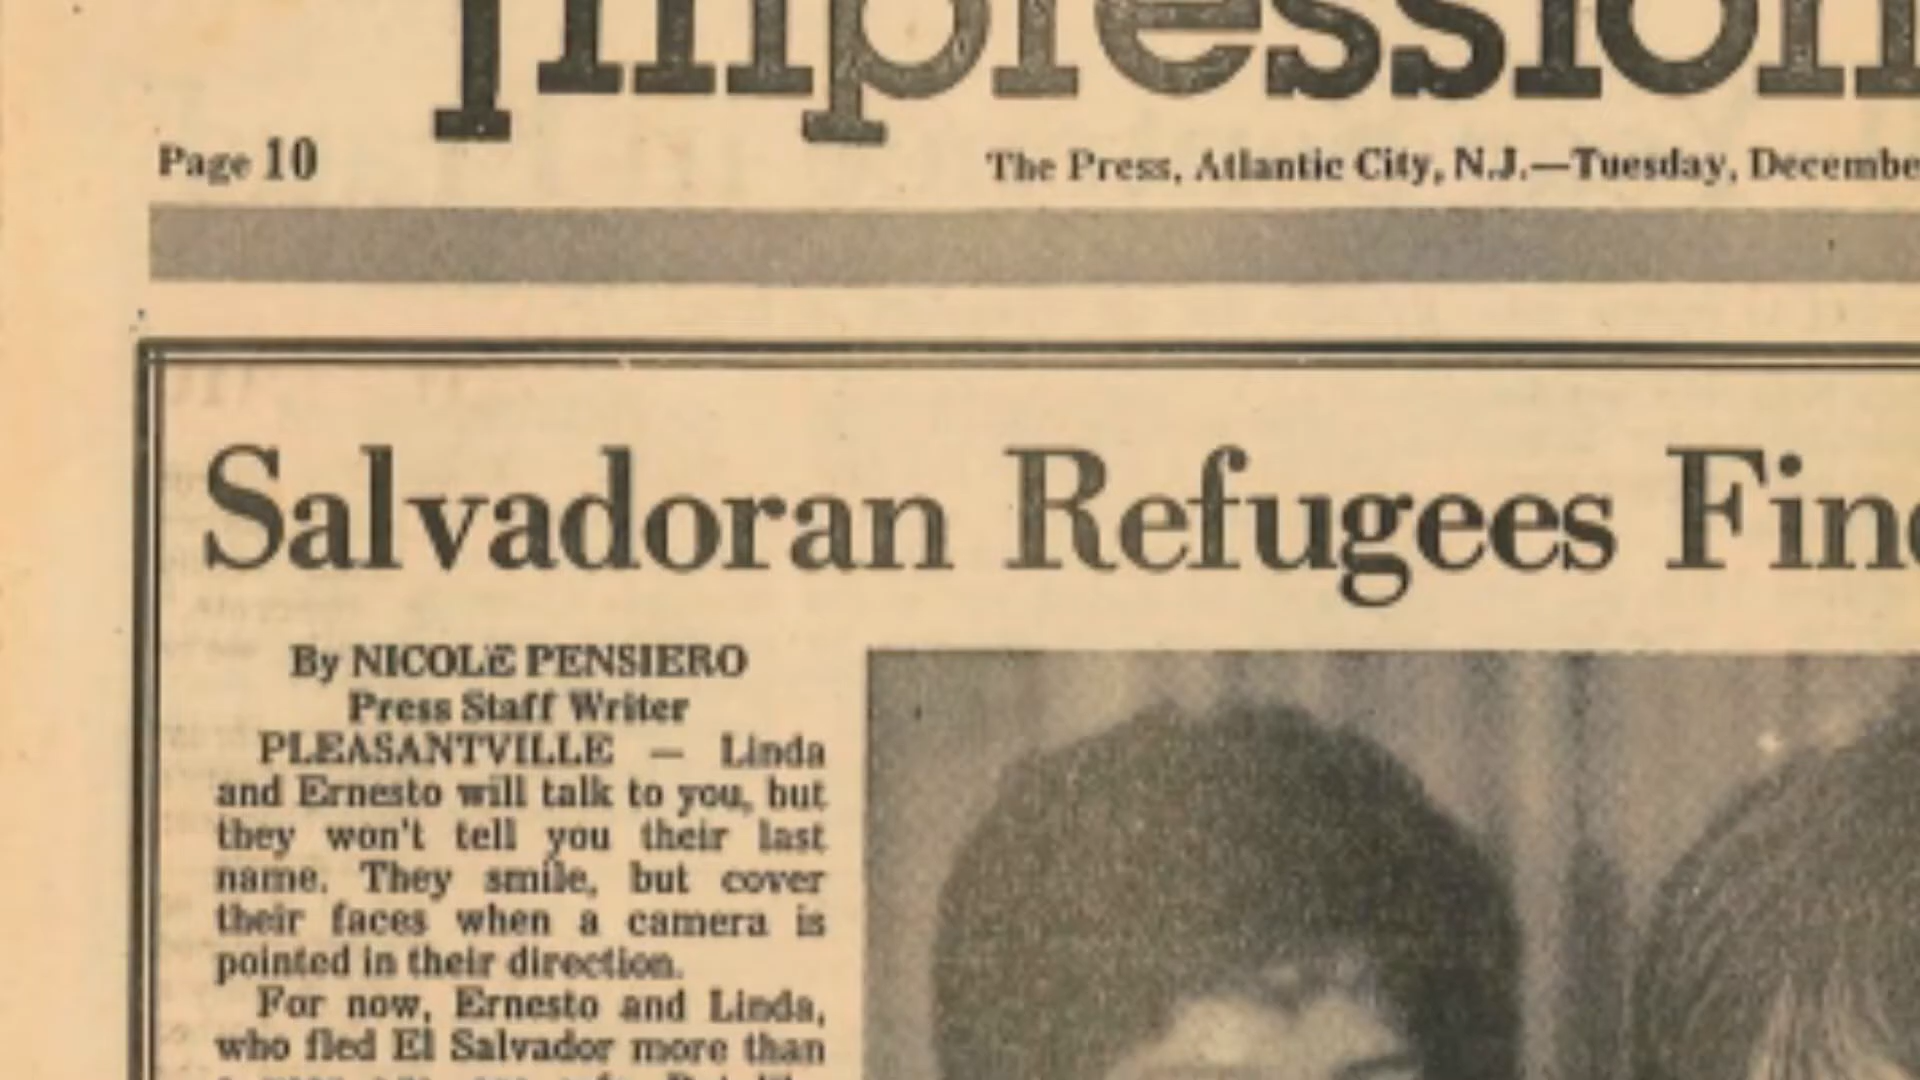 Impression
Page 10
The Press, Atlantic City, N.J.—Tuesday, Decembe
Salvadoran Refugees Fin
By NICOLE PENSIERO
Press Staff Writer
PLEASANTVILLE — Linda
and Ernesto will talk to you, but
they won't tell you their last
name. They smile, but cover
their faces when a camera is
pointed in their direction.
For now, Ernesto and Linda,
who fled El Salvador more than